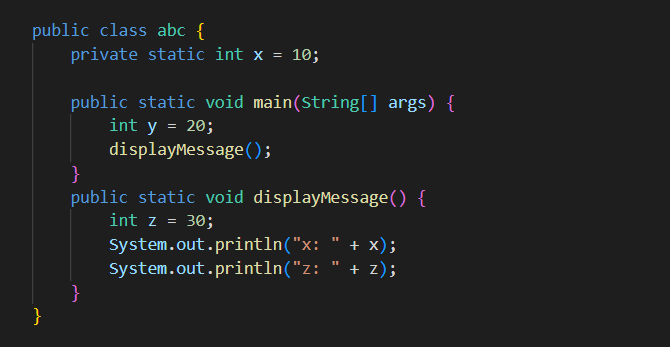 public class abc {
    private static int x = 10;

    public static void main(String[] args) {
        int y = 20;
        displayMessage();
    }
    public static void displayMessage() {
        int z = 30;
        System.out.println("x: " + x);
        System.out.println("z: " + z);
    }
}